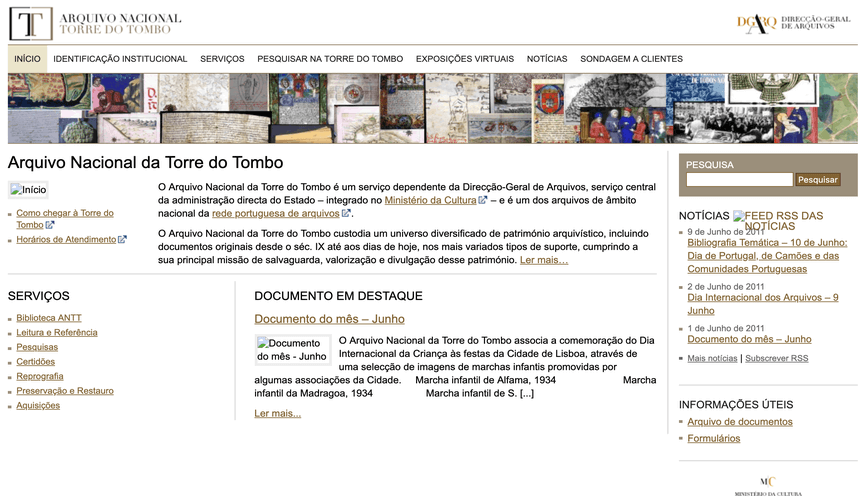 ARQUIVO NACIONAL
TORRE DO TOMBO
DGARQ DIRECÇÃO-GERAL
DE ARQUIVOS
INÍCIO IDENTIFICAÇÃO INSTITUCIONAL SERVIÇOS PESQUISAR NA TORRE DO TOMBO EXPOSIÇÕES VIRTUAIS NOTÍCIAS SONDAGEM A CLIENTES
Arquivo Nacional da Torre do Tombo
Início
Como chegar à Torre do
Tombo
Horários de Atendimento
O Arquivo Nacional da Torre do Tombo é um serviço dependente da Direcção-Geral de Arquivos, serviço central
da administração directa do Estado – integrado no Ministério da Cultura – e é um dos arquivos de âmbito
nacional da rede portuguesa de arquivos.
O Arquivo Nacional da Torre do Tombo custodia um universo diversificado de património arquivístico, incluindo
documentos originais desde o séc. IX até aos dias de hoje, nos mais variados tipos de suporte, cumprindo a
sua principal missão de salvaguarda, valorização e divulgação desse património. Ler mais…
SERVIÇOS
Biblioteca ANTT
Leitura e Referência
Pesquisas
Certidões
Reprografia
Preservação e Restauro
Aquisições
DOCUMENTO EM DESTAQUE
Documento do mês – Junho
Documento
do mês - Junho
O Arquivo Nacional da Torre do Tombo associa a comemoração do Dia
Internacional da Criança às festas da Cidade de Lisboa, através de
uma selecção de imagens de marchas infantis promovidas por
algumas associações da Cidade. Marcha infantil de Alfama, 1934 Marcha
infantil da Madragoa, 1934 Marcha infantil de S. [...]
Ler mais...
PESQUISA
Pesquisar
NOTÍCIAS FEED RSS DAS
NOTÍCIAS
9 de Junho de 2011
Bibliografia Temática – 10 de Junho:
Dia de Portugal, de Camões e das
Comunidades Portuguesas
2 de Junho de 2011
Dia Internacional dos Arquivos – 9
Junho
1 de Junho de 2011
Documento do mês – Junho
Mais notícias | Subscrever RSS
INFORMAÇÕES ÚTEIS
Arquivo de documentos
Formulários
MC
MINISTÉRIO DA CULTURA